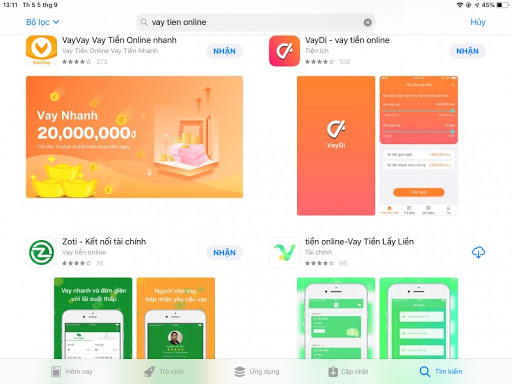 13:11 Th 5 5 thg 9
45%
Bộ lọc
vay tien online
Hủy
VayVay Vay Tiền Online nhanh
Vay Tiền Online Vay Tiền Nhanh
373
NHẬN
VayVay
VayDi - vay tiền online
Tiện ích
106
NHẬN
Vay Nhanh
20,000,000đ
VayDi
Zoti - Kết nối tài chính
Vay tiền online
76
NHẬN
tiền online-Vay Tiền Lấy Liền
Tài chính
66
Vay nhanh và đơn giản
với lãi suất thấp
Người cho vay
tiếp nhận yêu cầu vay
Hôm nay
Trò chơi
Ứng dụng
Cập nhật
Tìm kiếm